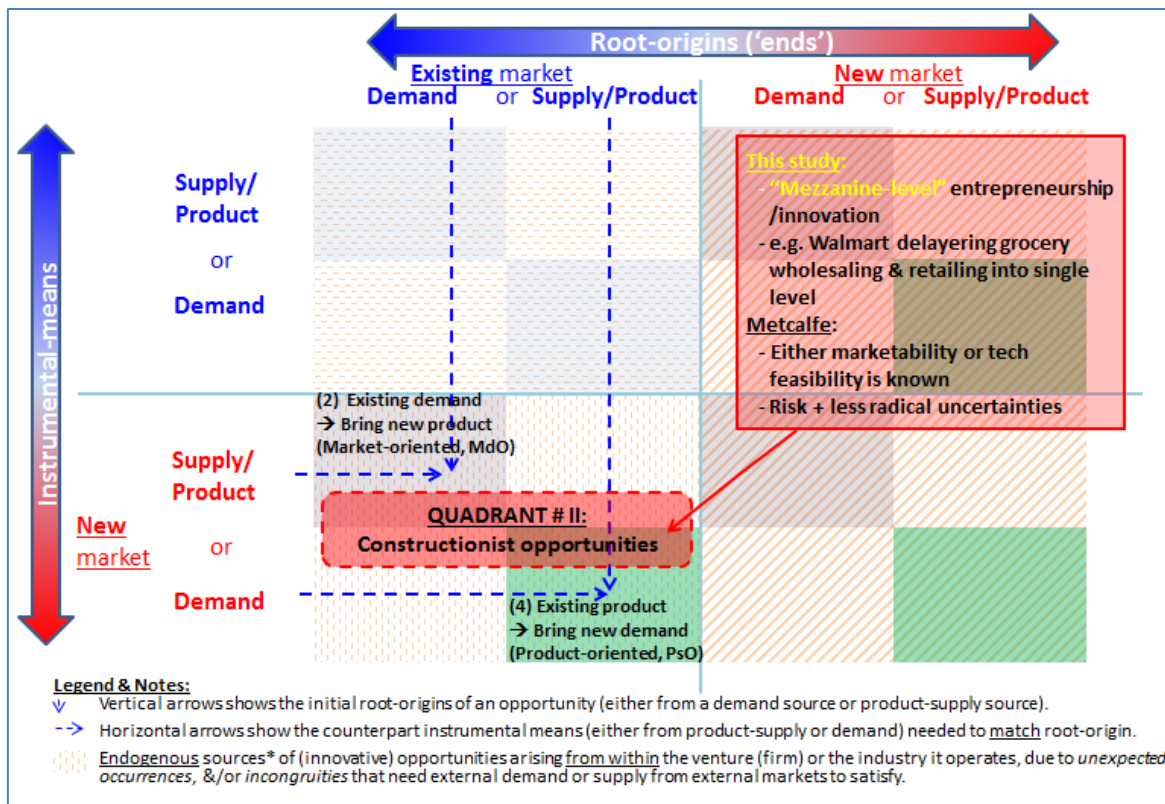 Root-origins (‘ends’)
Existing market
New market
Demand or Supply/Product
Demand or Supply/Product
Instrumental-means
Supply/
Product
or
Demand
This study:
- “Mezzanine-level” entrepreneurship
/innovation
- e.g. Walmart delayering grocery
wholesaling & retailing into single
level
Metcalfe:
- Either marketability or tech
feasibility is known
- Risk + less radical uncertainties
(2) Existing demand
→ Bring new product
(Market-oriented, MdO)
Supply/
Product
New
market
or
Demand
QUADRANT # II:
Constructionist opportunities
(4) Existing product
→ Bring new demand
(Product-oriented, PsO)
Legend & Notes:
Vertical arrows shows the initial root-origins of an opportunity (either from a demand source or product-supply source).
Horizontal arrows show the counterpart instrumental means (either from product-supply or demand) needed to match root-origin.
Endogenous sources* of (innovative) opportunities arising from within the venture (firm) or the industry it operates, due to unexpected
occurrences, &/or incongruities that need external demand or supply from external markets to satisfy.